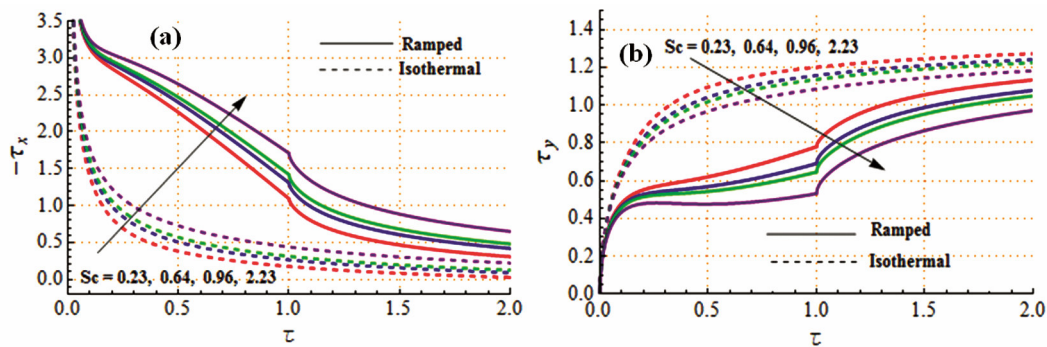 (a)
Ramped
Isothermal
−τx
3.5
3.0
2.5
2.0
1.5
1.0
0.5
0.0
Sc = 0.23, 0.64, 0.96, 2.23
0.0 0.5 1.0 1.5 2.0
τ
(b)
Sc = 0.23, 0.64, 0.96, 2.23
τy
1.4
1.2
1.0
0.8
0.6
0.4
0.2
0.0
Ramped
Isothermal
0.0 0.5 1.0 1.5 2.0
τ